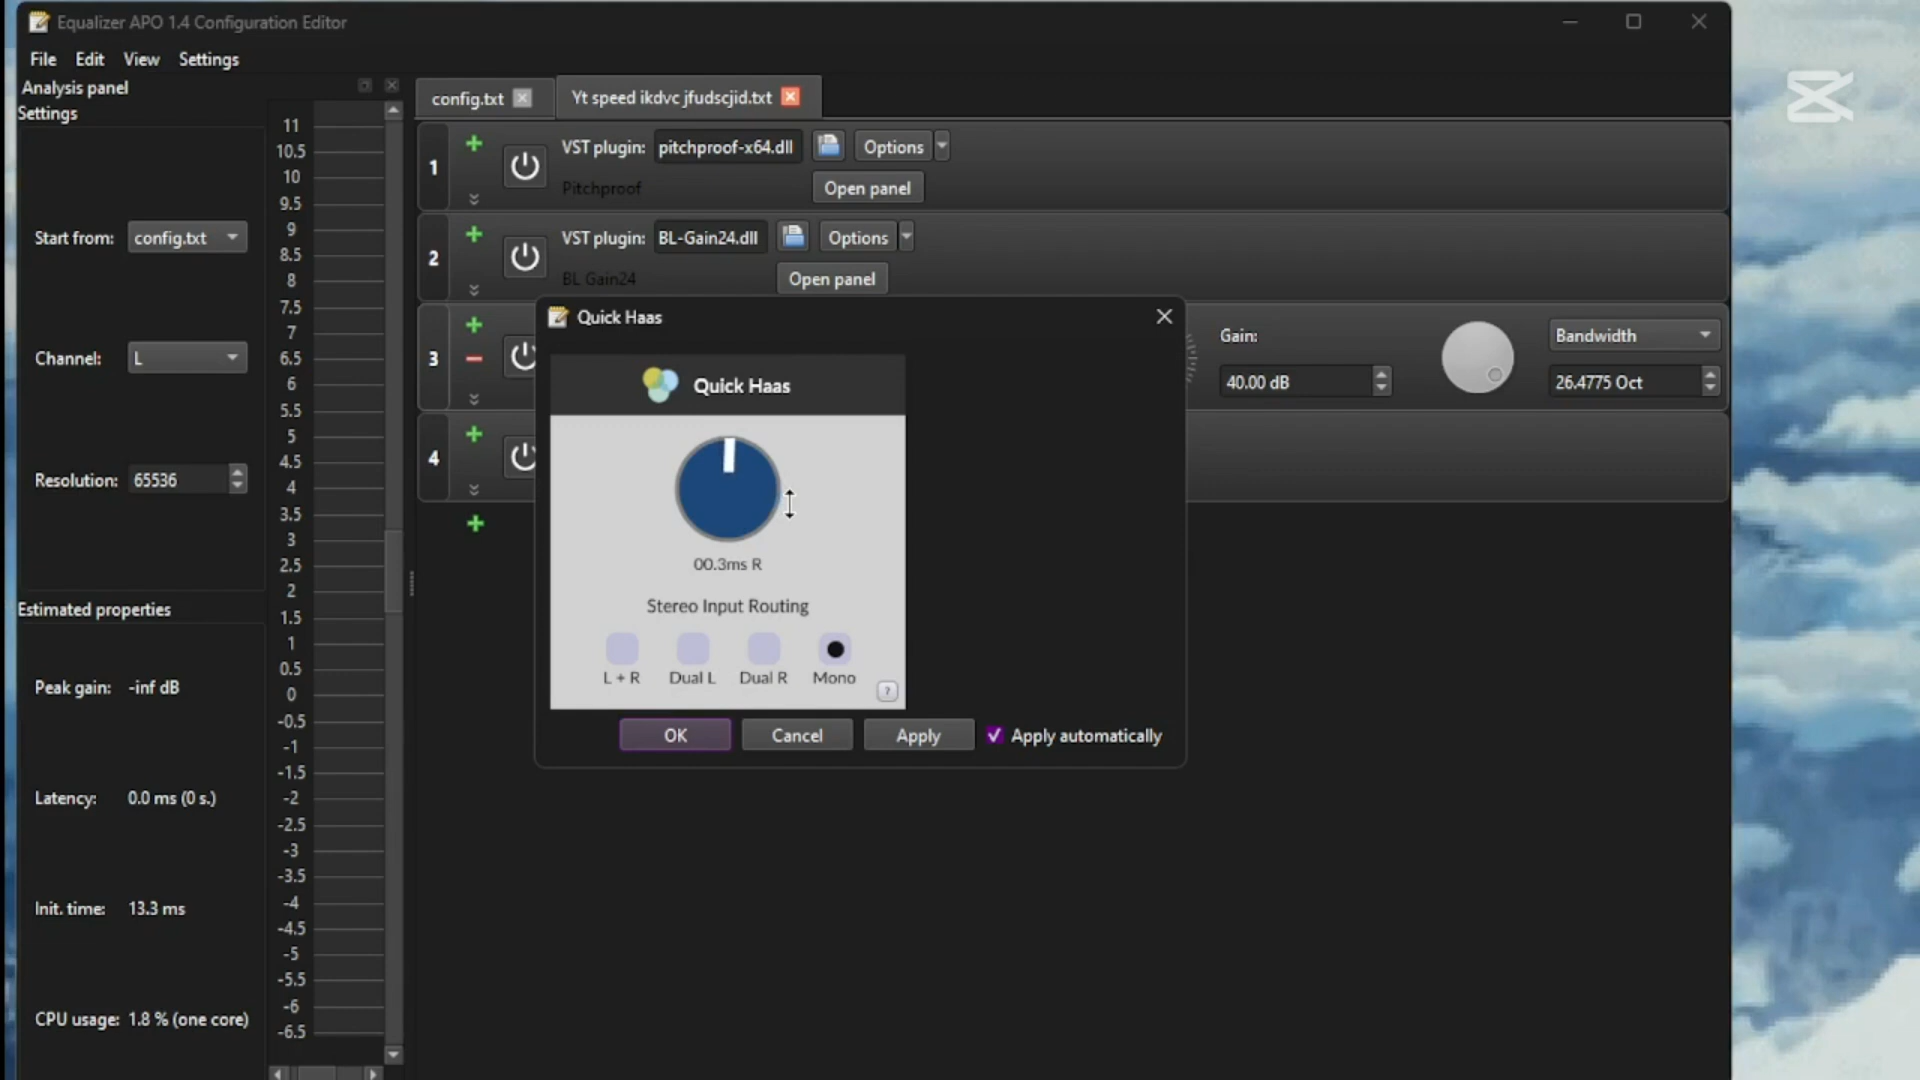 Equalizer APO 1.4 Configuration Editor
File Edit View Settings
Analysis panel
Settings
Start from: config.txt
Channel: L
Resolution: 65536
Estimated properties
Peak gain: -inf dB
Latency: 0.0 ms (0 s.)
Init. time: 13.3 ms
CPU usage: 1.8 % (one core)
11
10.5
10
9.5
9
8.5
8
7.5
7
6.5
6
5.5
5
4.5
4
3.5
3
2.5
2
1.5
1
0.5
0
-0.5
-1
-1.5
-2
-2.5
-3
-3.5
-4
-4.5
-5
-5.5
-6
-6.5
config.txt Yt speed ikdvc jfudscjid.txt
1 VST plugin: pitchproof-x64.dll Options
Pitchproof Open panel
2 VST plugin: BL-Gain24.dll Options
BL Gain24 Open panel
3 Gain: Bandwidth
40.00 dB 26.4775 Oct
4
Quick Haas
Quick Haas
00.3ms R
Stereo Input Routing
L + R Dual L Dual R Mono
?
OK Cancel Apply Apply automatically